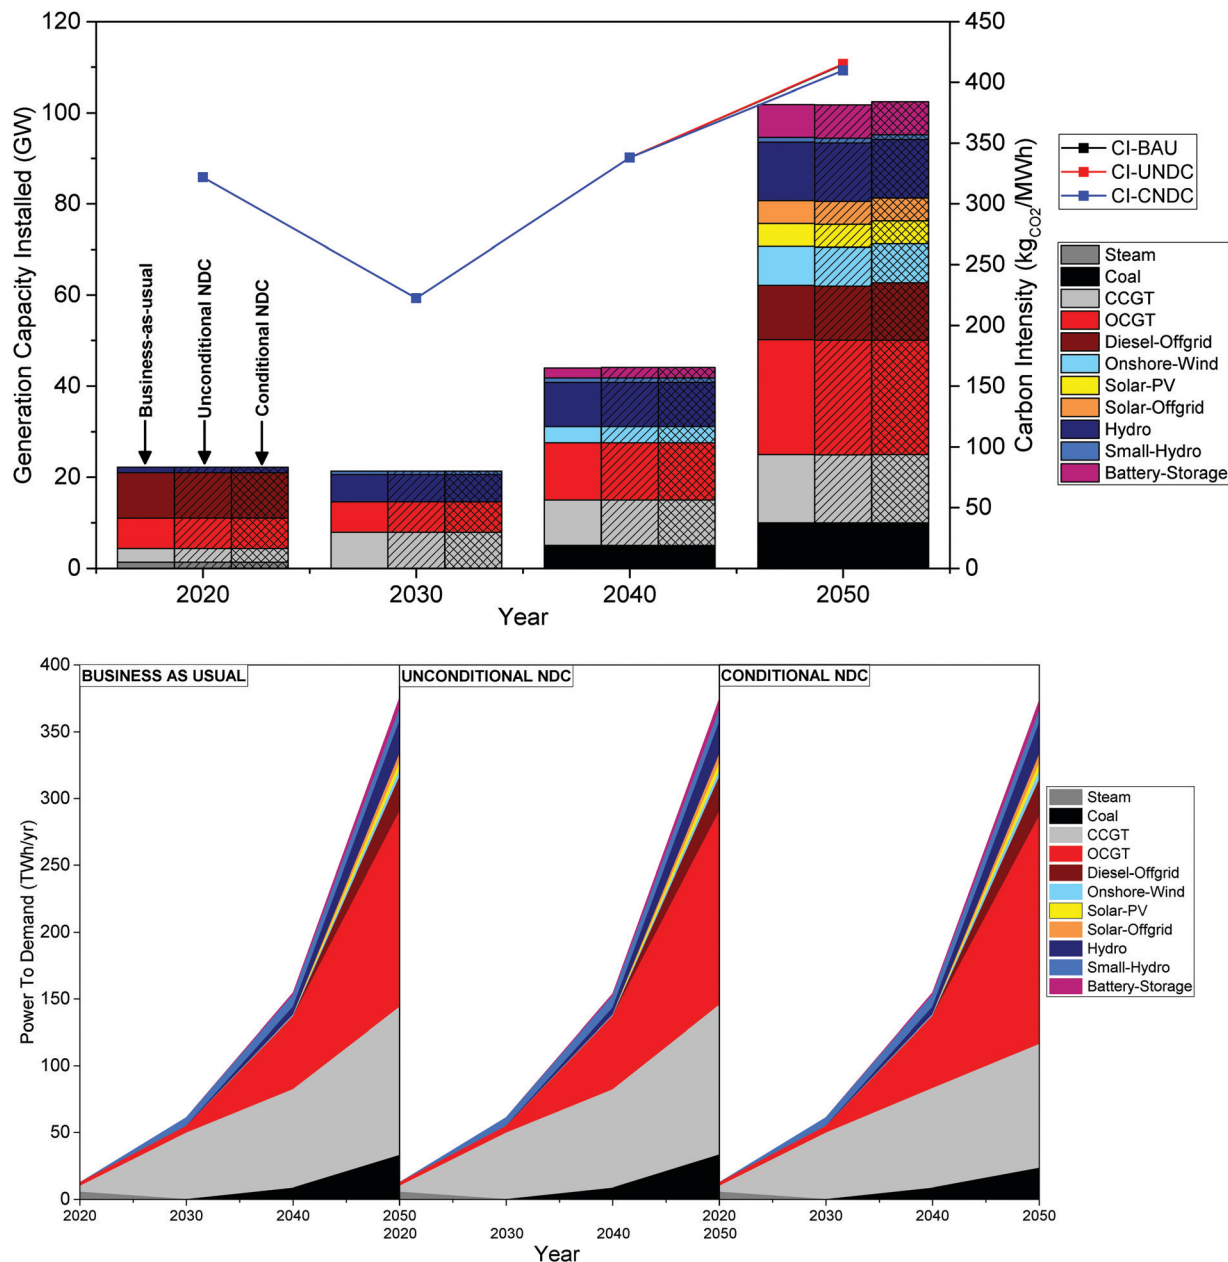 120
100
80
60
40
20
0
Generation Capacity Installed (GW)
Business-as-usual
Unconditional NDC
Conditional NDC
2020
2030
2040
2050
Year
450
400
350
300
250
200
150
100
50
0
Carbon Intensity (kgCO2/MWh)
CI-BAU
CI-UNDC
CI-CNDC
Steam
Coal
CCGT
OCGT
Diesel-Offgrid
Onshore-Wind
Solar-PV
Solar-Offgrid
Hydro
Small-Hydro
Battery-Storage
400
350
300
250
200
150
100
50
0
Power To Demand (TWh/yr)
BUSINESS AS USUAL
UNCONDITIONAL NDC
CONDITIONAL NDC
2020 2030 2040 2050 2020 2030 2040 2050
2020 2030 2040 2050
Year
Steam
Coal
CCGT
OCGT
Diesel-Offgrid
Onshore-Wind
Solar-PV
Solar-Offgrid
Hydro
Small-Hydro
Battery-Storage